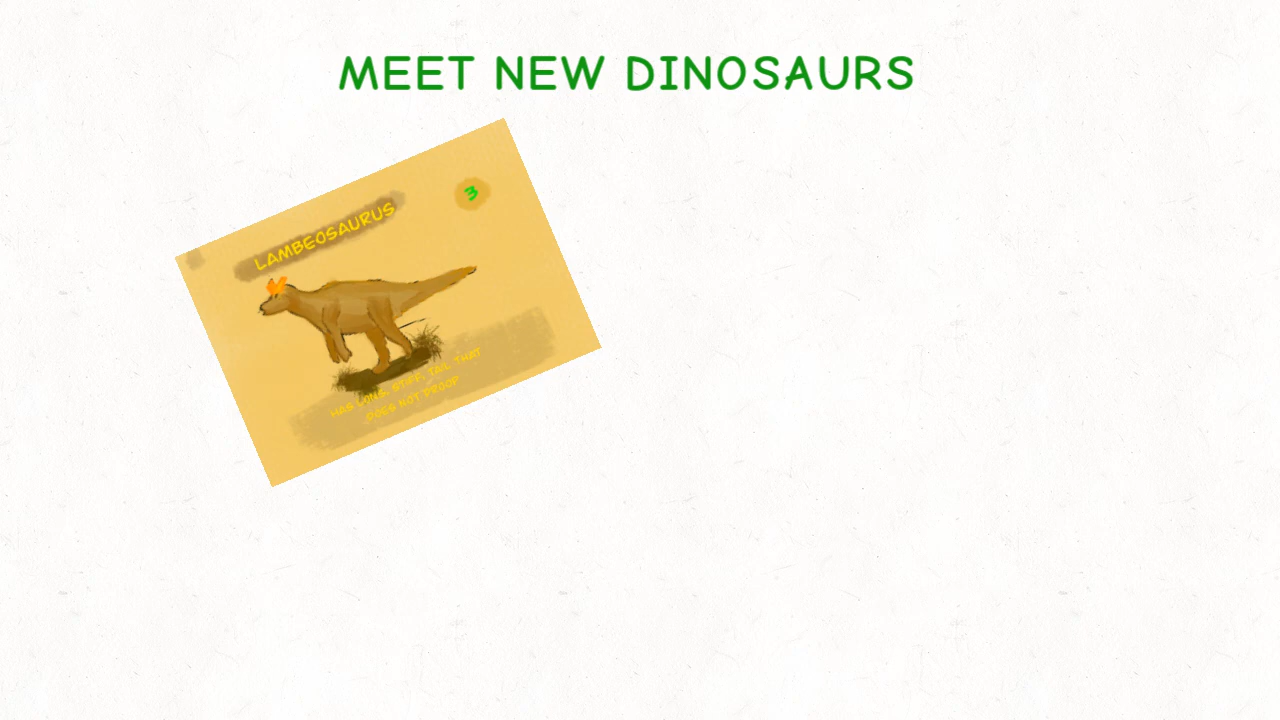 MEET NEW DINOSAURS
3
LAMBEOSAURUS
HAS LONG, STIFF, TAIL THAT
DOES NOT DROOP